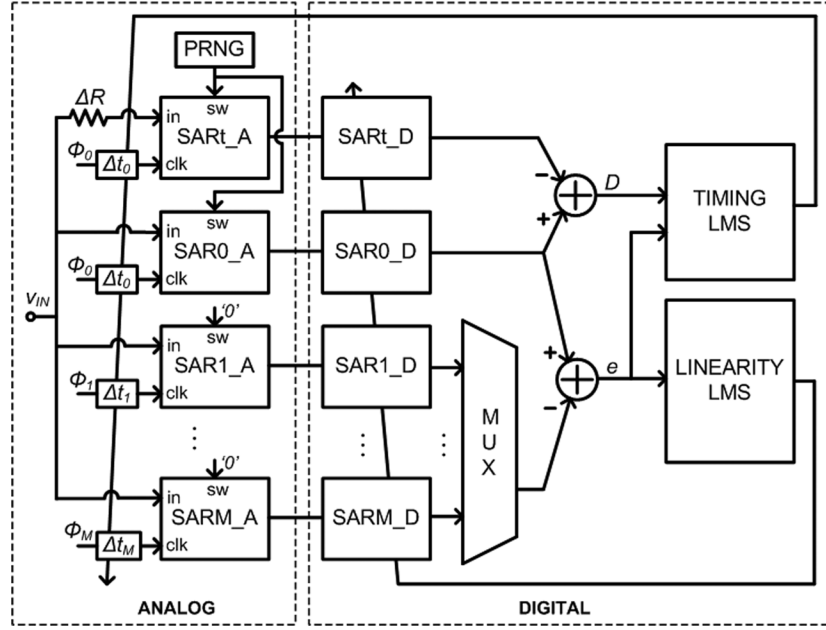 PRNG
ΔR
in
sw
SARt_A
clk
Φ0
Δt0
SARt_D
D
TIMING
LMS
in
sw
SAR0_A
clk
Φ0
Δt0
SAR0_D
vIN
'0'
in
sw
SAR1_A
clk
Φ1
Δt1
SAR1_D
MUX
e
LINEARITY
LMS
'0'
in
sw
SARM_A
clk
ΦM
ΔtM
SARM_D
ANALOG
DIGITAL